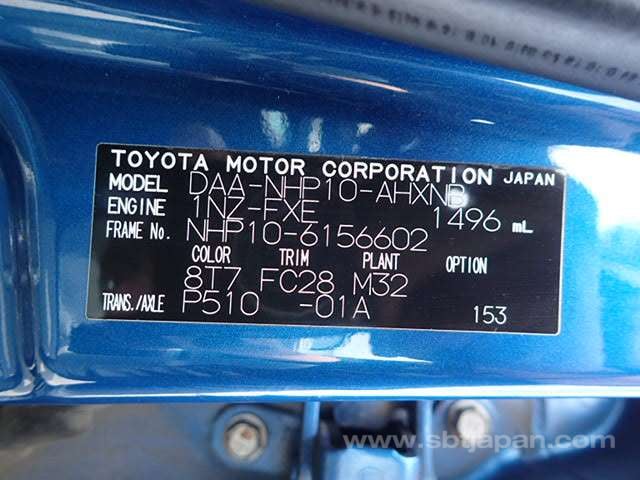 TOYOTA MOTOR CORPORATION JAPAN
MODEL DAA-NHP10-AHXNB
ENGINE 1NZ-FXE 1496 mL
FRAME No. NHP10-6156602
COLOR TRIM PLANT OPTION
8T7 FC28 M32
TRANS./AXLE P510 -01A 153
www.sbtjapan.com